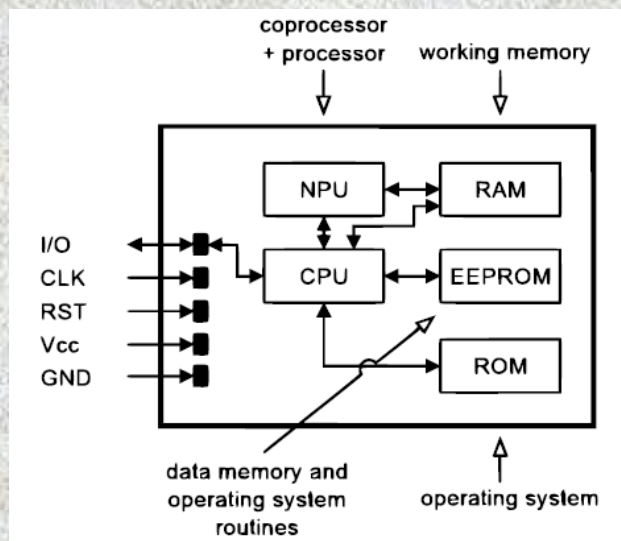 coprocessor
+ processor
working memory
NPU
RAM
I/O
CLK
RST
Vcc
GND
CPU
EEPROM
ROM
data memory and
operating system
routines
operating system